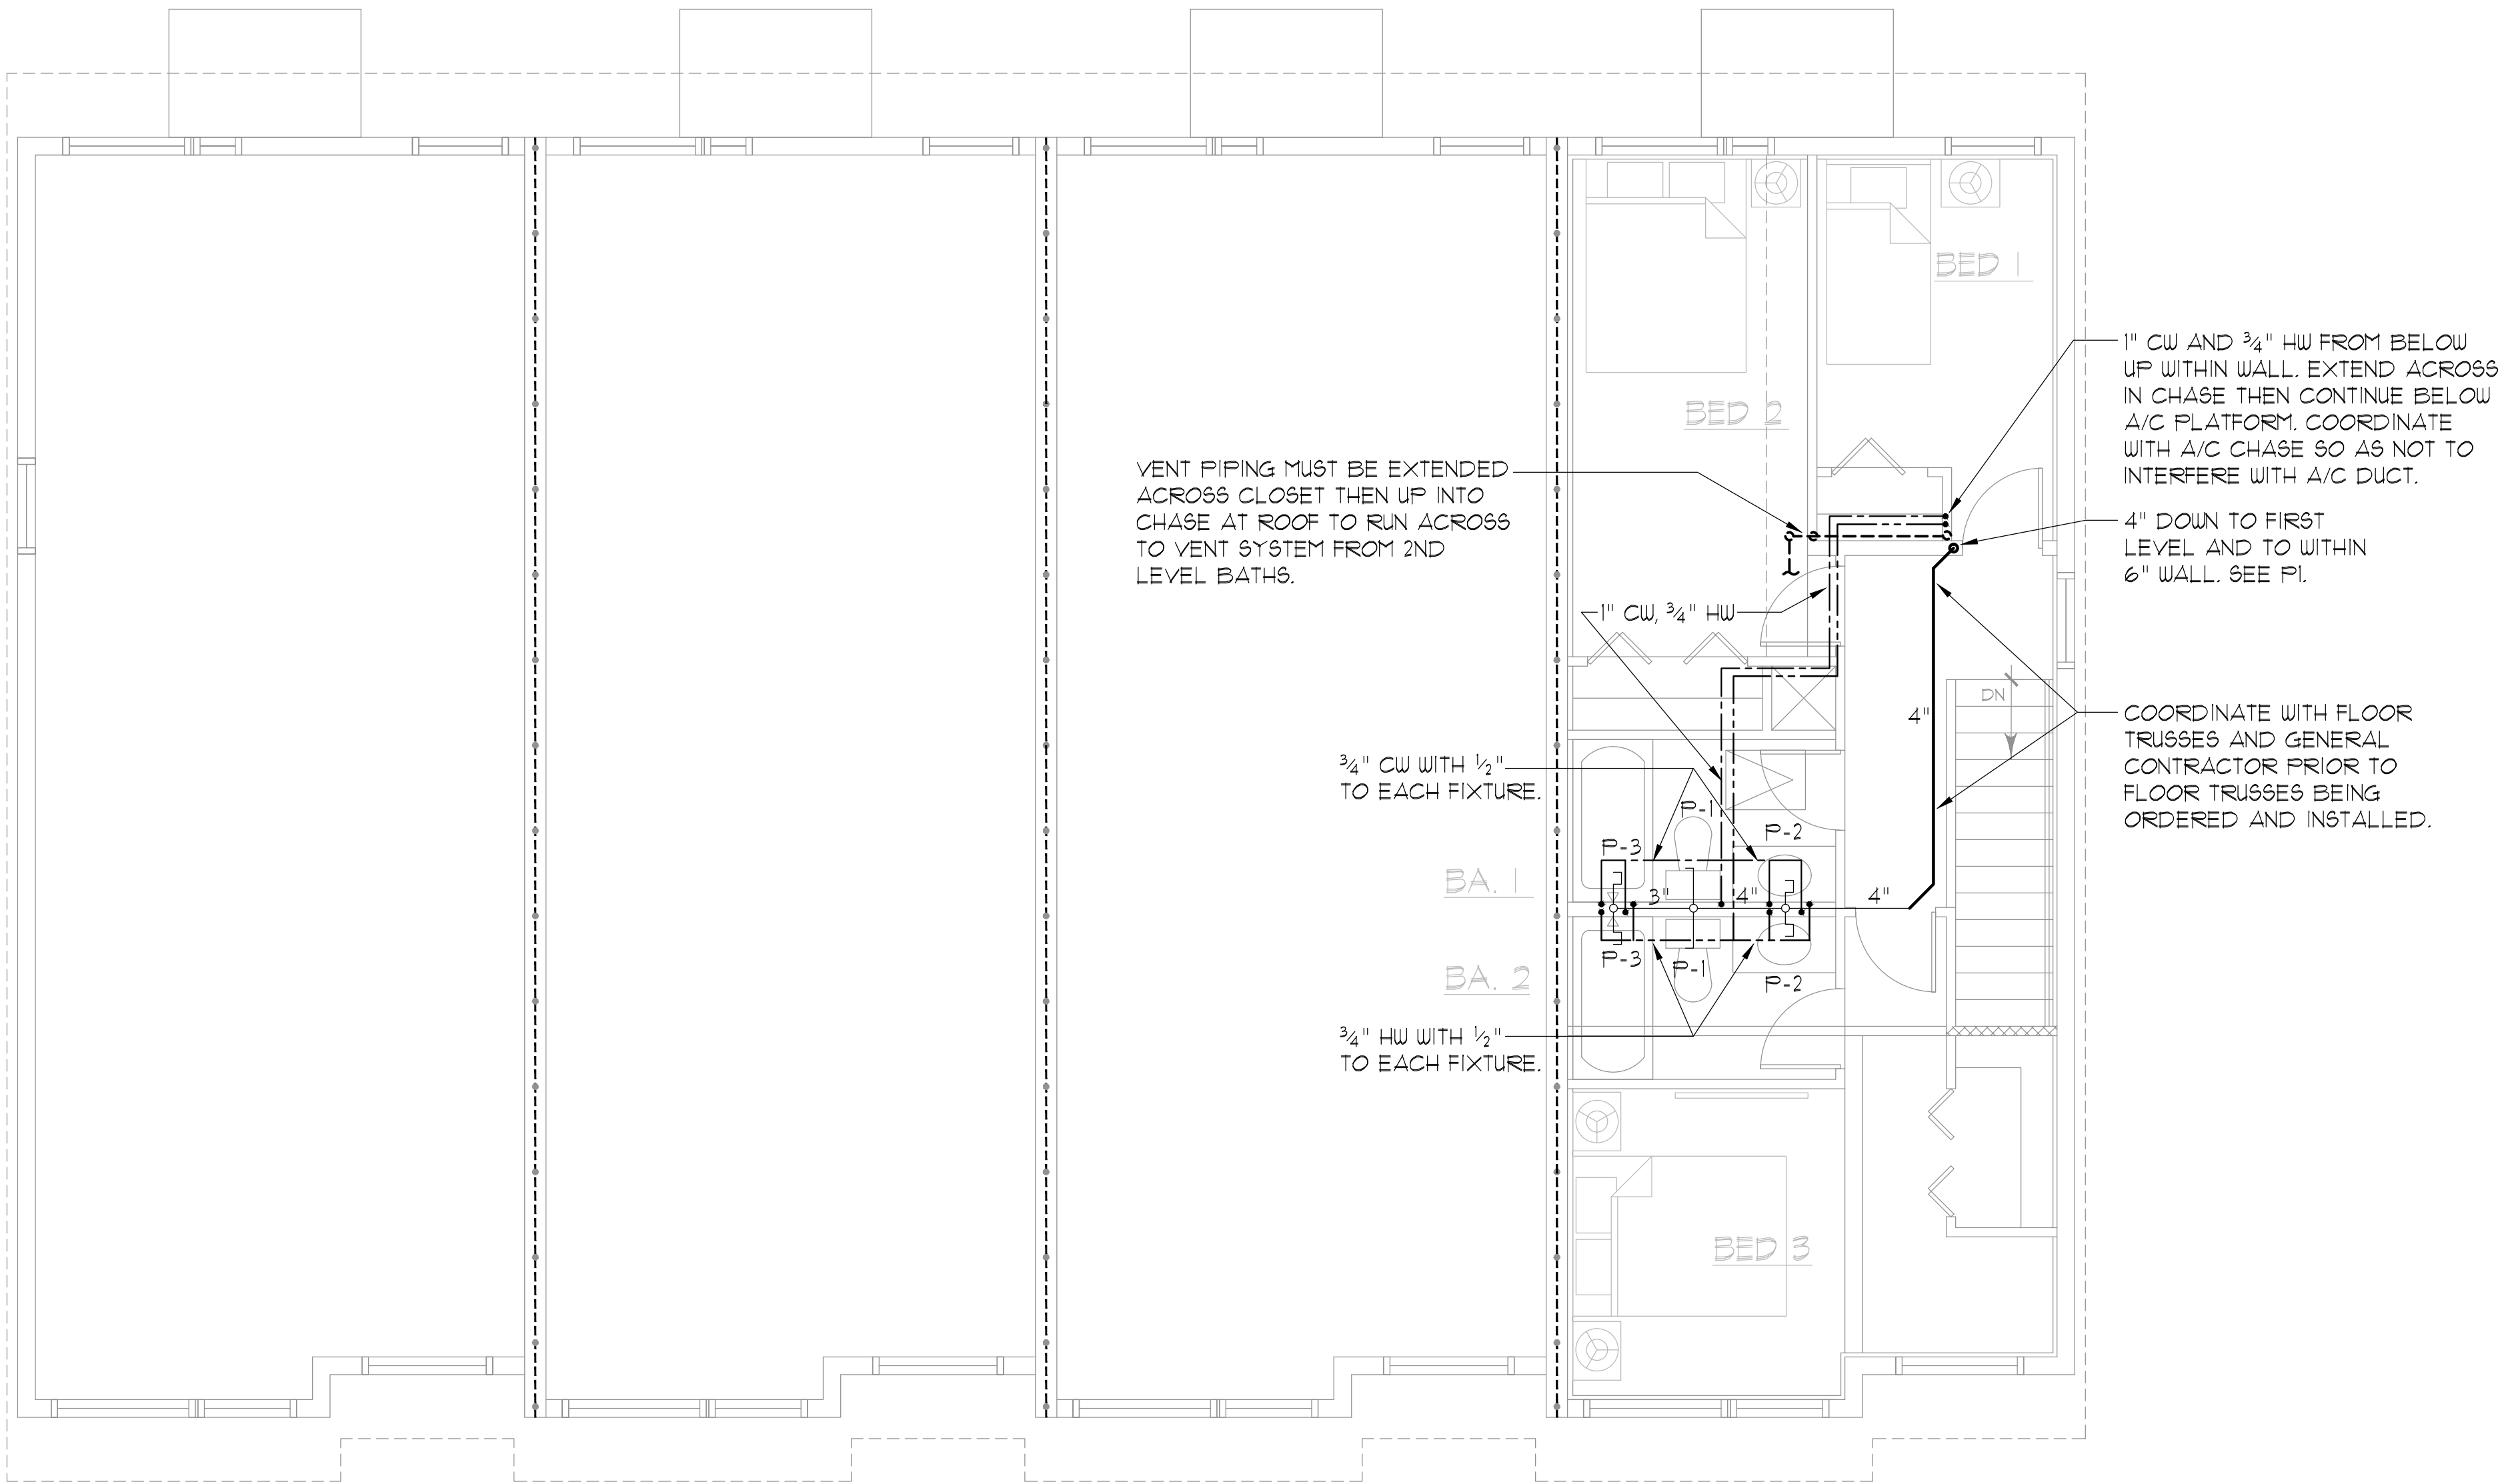 BED 1
1" CW AND 3/4" HW FROM BELOW
UP WITHIN WALL. EXTEND ACROSS
IN CHASE THEN CONTINUE BELOW
A/C PLATFORM. COORDINATE
WITH A/C CHASE SO AS NOT TO
INTERFERE WITH A/C DUCT.
BED 2
VENT PIPING MUST BE EXTENDED
ACROSS CLOSET THEN UP INTO
CHASE AT ROOF TO RUN ACROSS
TO VENT SYSTEM FROM 2ND
LEVEL BATHS.
4" DOWN TO FIRST
LEVEL AND TO WITHIN
6" WALL. SEE P1.
1" CW, 3/4" HW
DN
4"
COORDINATE WITH FLOOR
TRUSSES AND GENERAL
CONTRACTOR PRIOR TO
FLOOR TRUSSES BEING
ORDERED AND INSTALLED.
3/4" CW WITH 1/2"
TO EACH FIXTURE.
P-1
P-2
P-3
BA. 1
3"
4"
4"
P-3
P-1
P-2
BA. 2
3/4" HW WITH 1/2"
TO EACH FIXTURE.
BED 3